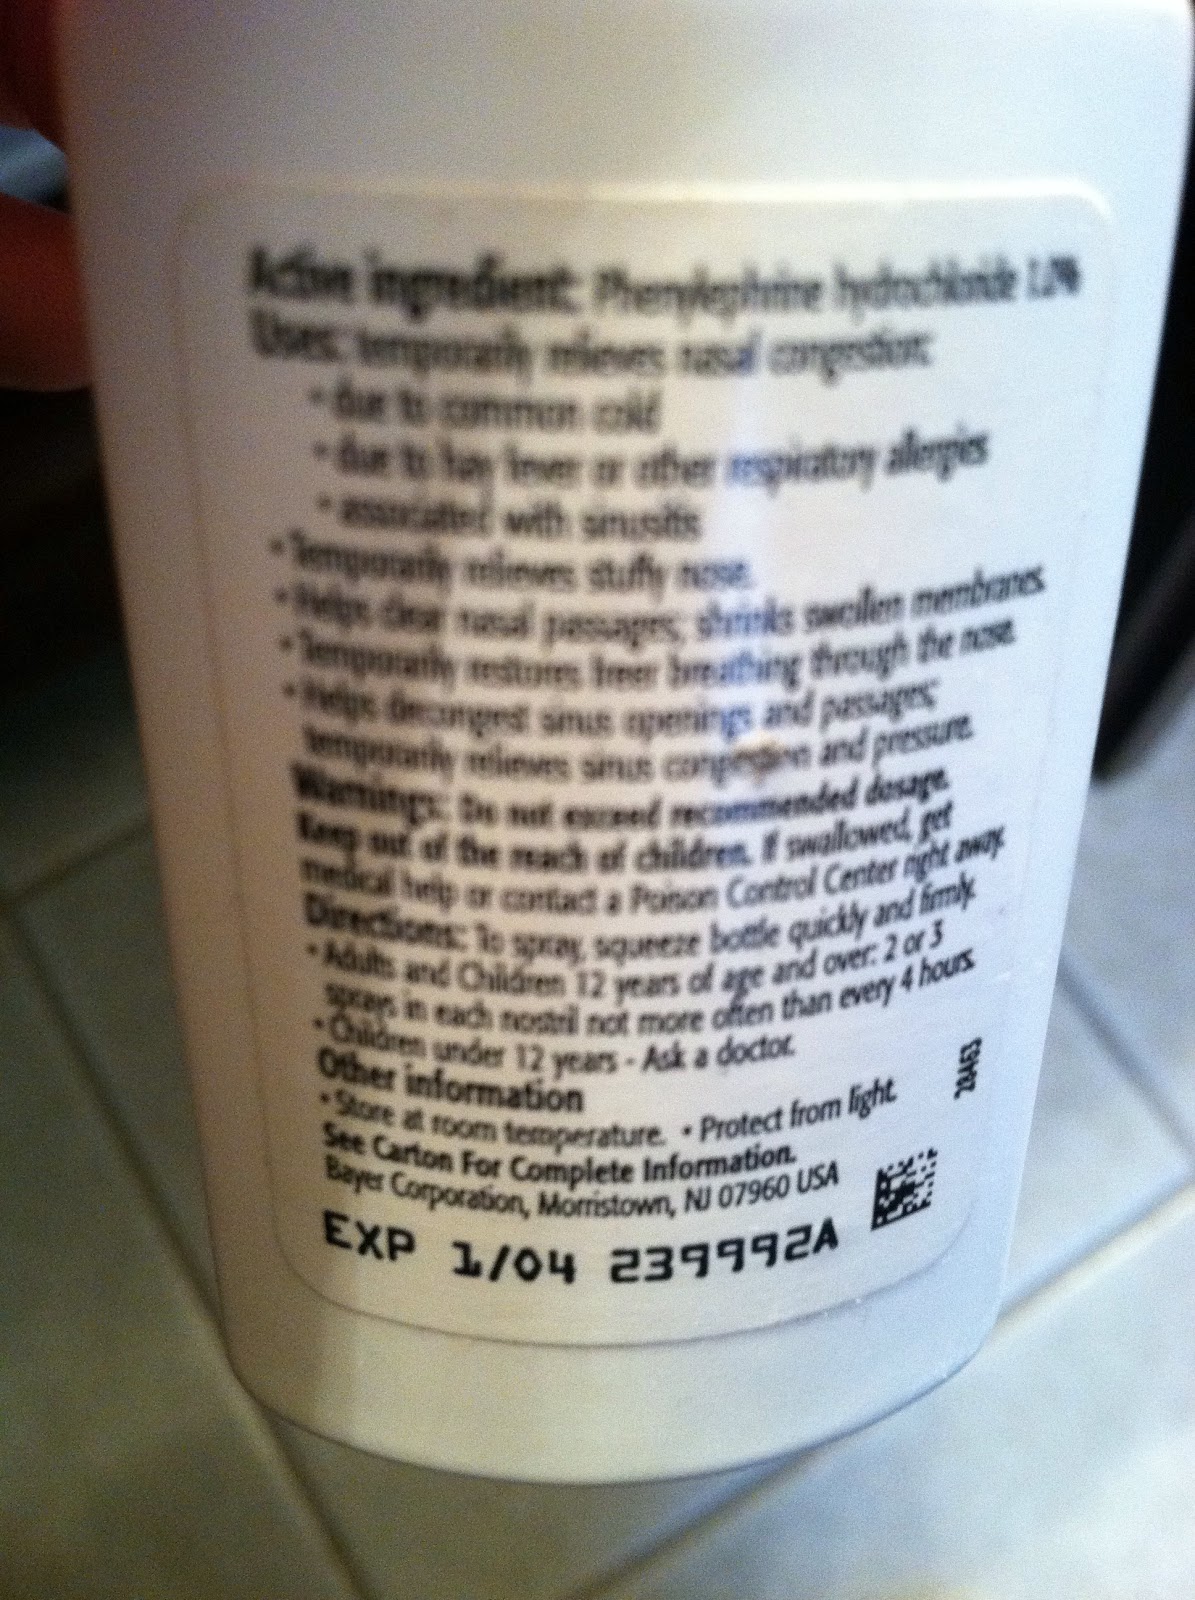 Active ingredient: Phenylephrine hydrochloride 1.0%
Uses: temporarily relieves nasal congestion:
• due to common cold
• due to hay fever or other respiratory allergies
• associated with sinusitis
• Temporarily relieves stuffy nose.
• Helps clear nasal passages; shrinks swollen membranes.
• Temporarily restores freer breathing through the nose.
• Helps decongest sinus openings and passages;
temporarily relieves sinus congestion and pressure.
Warnings: Do not exceed recommended dosage.
Keep out of the reach of children. If swallowed, get
medical help or contact a Poison Control Center right away.
Directions: To spray, squeeze bottle quickly and firmly.
• Adults and Children 12 years of age and over: 2 or 3
sprays in each nostril not more often than every 4 hours.
• Children under 12 years - Ask a doctor.
Other information
• Store at room temperature. • Protect from light.
See Carton For Complete Information.
Bayer Corporation, Morristown, NJ 07960 USA
28463
EXP 1/04 239992A